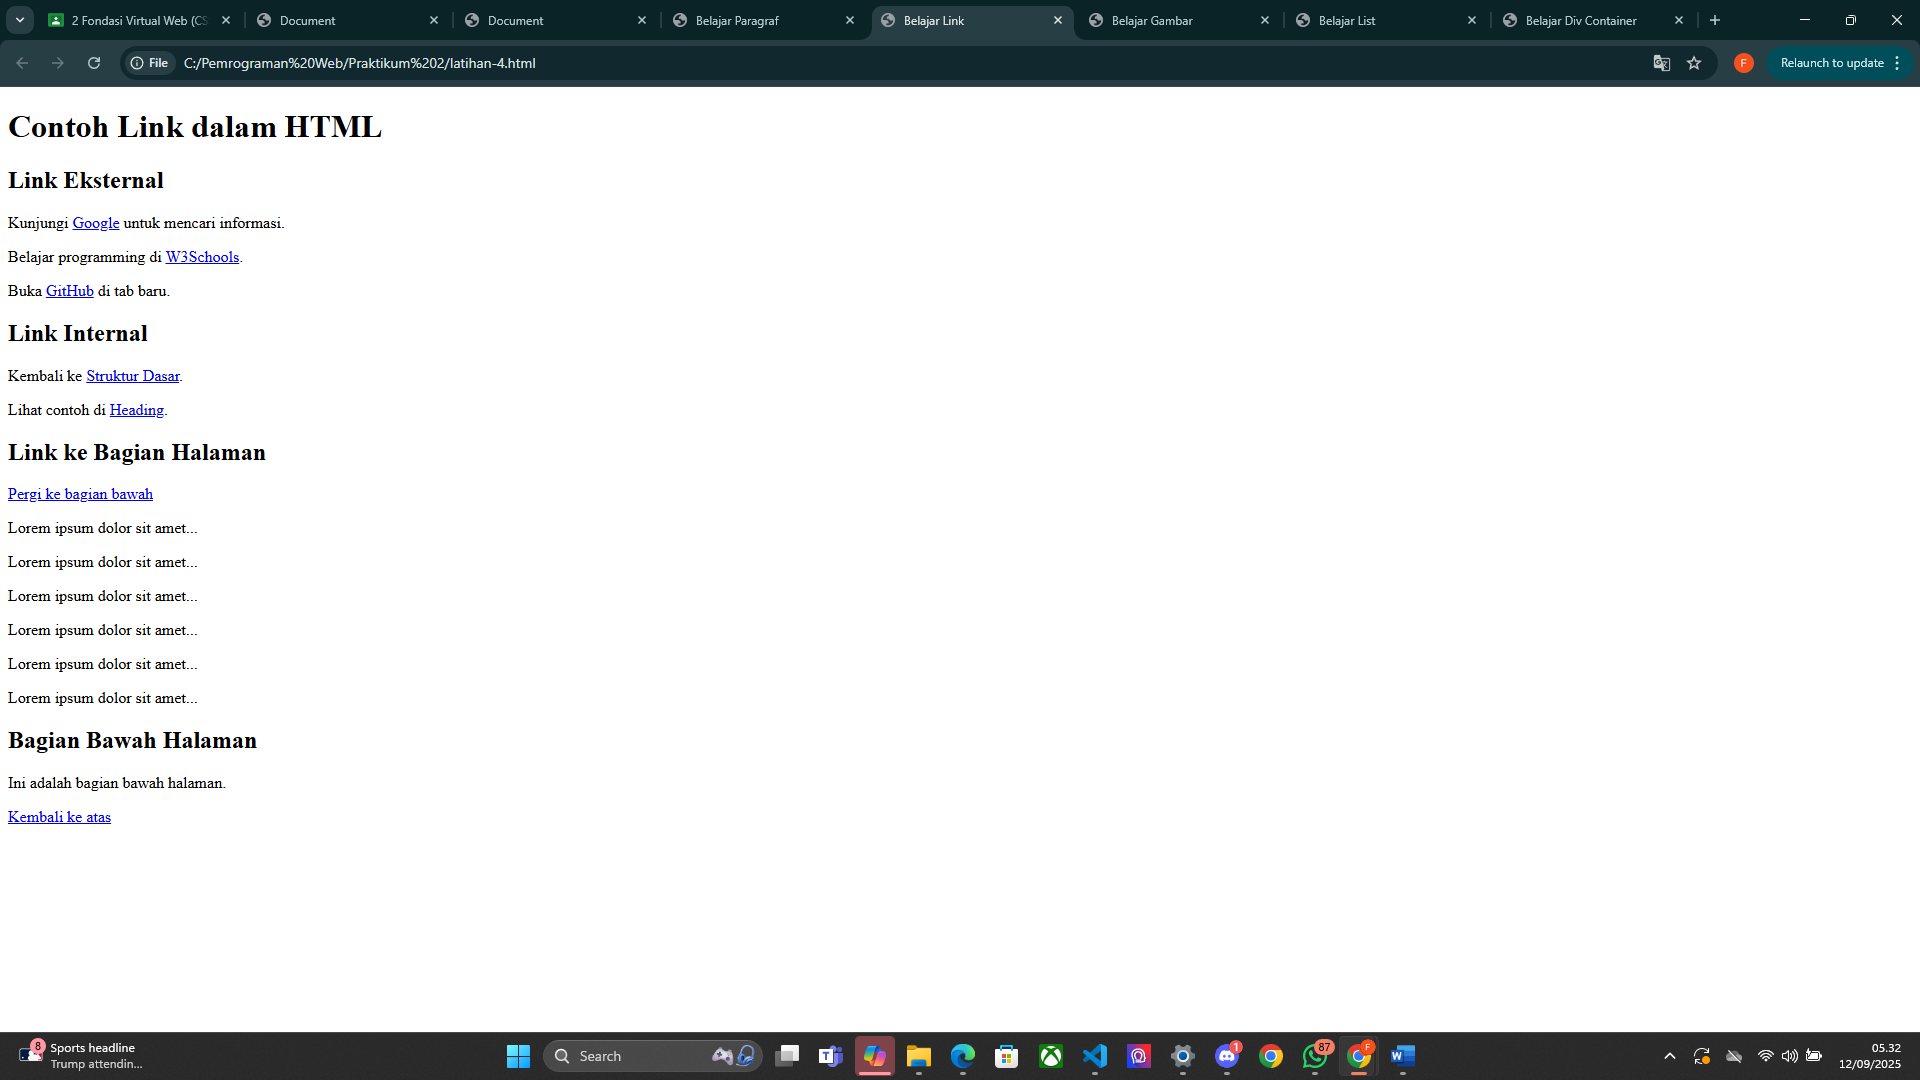 2 Fondasi Virtual Web (CS
Document
Document
Belajar Paragraf
Belajar Link
Belajar Gambar
Belajar List
Belajar Div Container
File
C:/Pemrograman%20Web/Praktikum%202/latihan-4.html
F
Relaunch to update
Contoh Link dalam HTML
Link Eksternal
Kunjungi Google untuk mencari informasi.
Belajar programming di W3Schools.
Buka GitHub di tab baru.
Link Internal
Kembali ke Struktur Dasar.
Lihat contoh di Heading.
Link ke Bagian Halaman
Pergi ke bagian bawah
Lorem ipsum dolor sit amet...
Lorem ipsum dolor sit amet...
Lorem ipsum dolor sit amet...
Lorem ipsum dolor sit amet...
Lorem ipsum dolor sit amet...
Lorem ipsum dolor sit amet...
Bagian Bawah Halaman
Ini adalah bagian bawah halaman.
Kembali ke atas
8
Sports headline
Trump attendin...
Search
1
87
F
05.32
12/09/2025